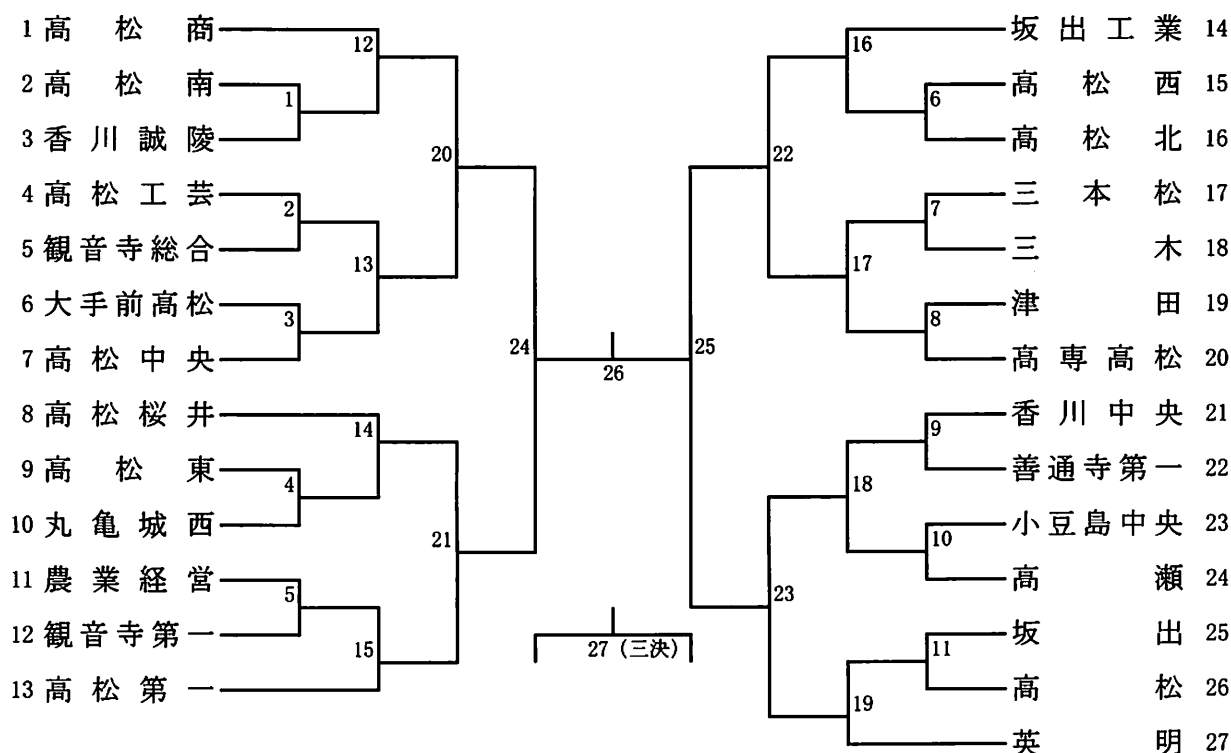 1 高松商
2 高松南
3 香川誠陵
4 高松工芸
5 観音寺総合
6 大手前高松
7 高松中央
8 高松桜井
9 高松東
10 丸亀城西
11 農業経営
12 観音寺第一
13 高松第一
12
1
20
2
13
3
24
14
4
21
5
15
26
27（三決）
25
16
6
22
7
17
8
9
18
10
23
11
19
坂出工業 14
高松西 15
高松北 16
三本松 17
三木 18
津田 19
高専高松 20
香川中央 21
善通寺第一 22
小豆島中央 23
高瀬 24
坂出 25
高松 26
英明 27